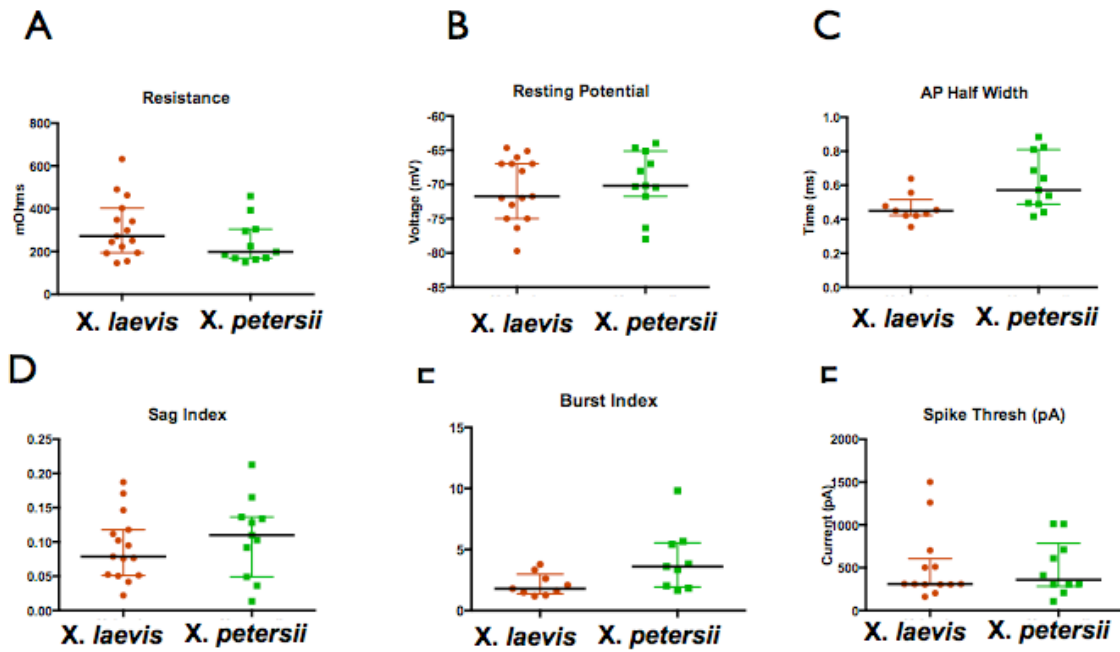 A
B
C
Resistance
800
600
400
200
0
mOhms
X. laevis X. petersii
Resting Potential
-60
-65
-70
-75
-80
-85
Voltage (mV)
X. laevis X. petersii
AP Half Width
1.0
0.8
0.6
0.4
0.2
0.0
Time (ms)
X. laevis X. petersii
D
Sag Index
0.25
0.20
0.15
0.10
0.05
0.00
X. laevis X. petersii
Burst Index
15
10
5
0
X. laevis X. petersii
Spike Thresh (pA)
2000
1500
1000
500
0
Current (pA)
X. laevis X. petersii